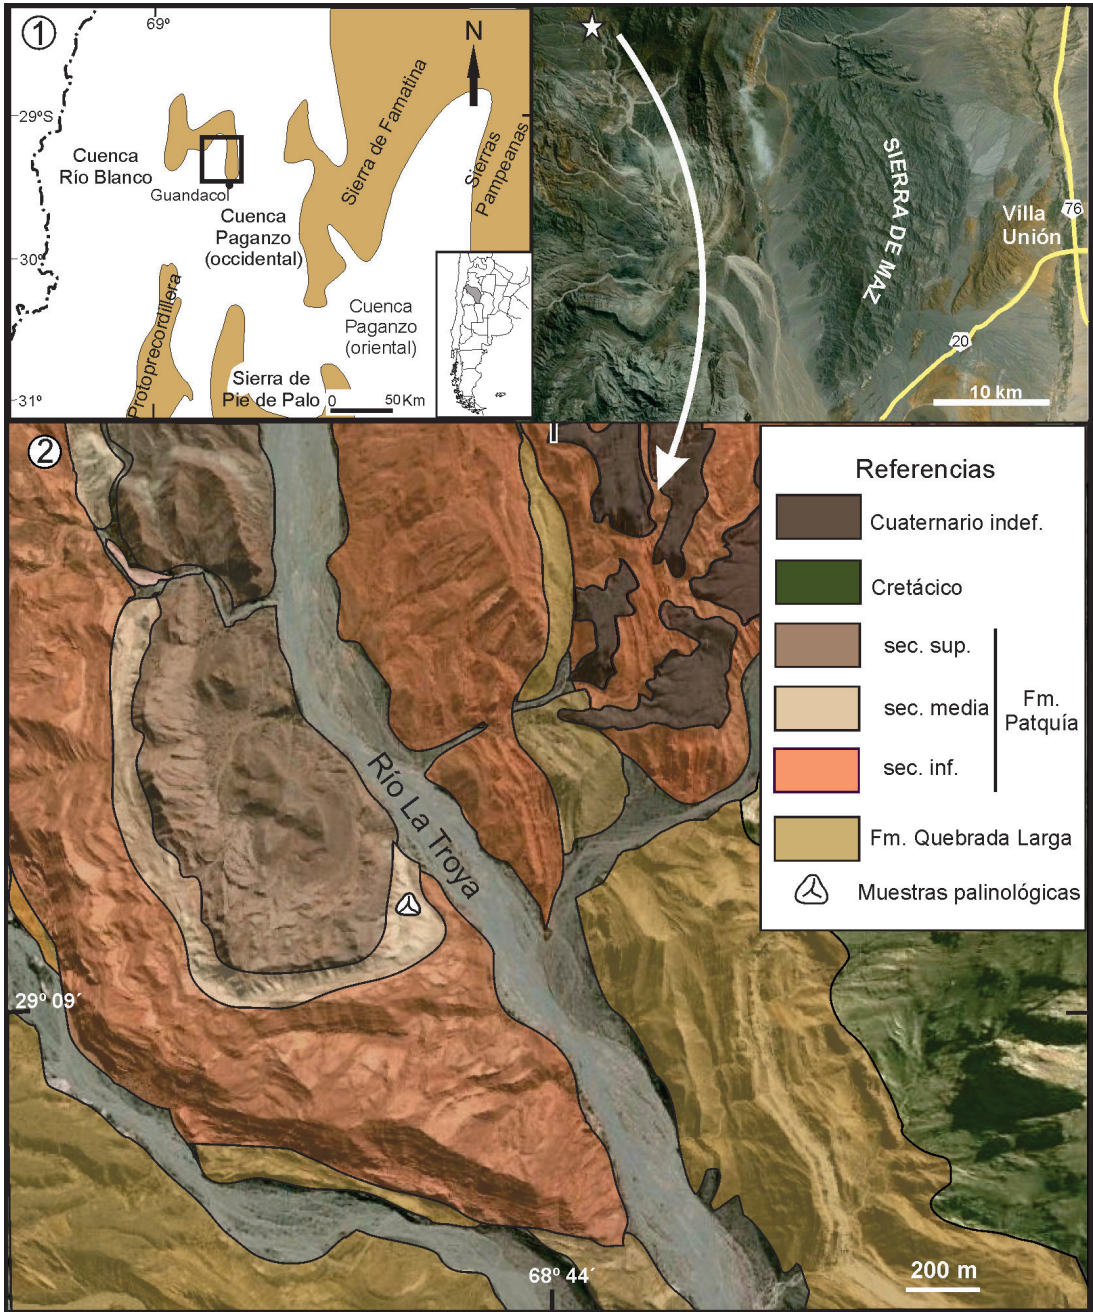 1
69º
N
29ºS
Cuenca
Río Blanco
Guandacol
Sierra de Famatina
Sierras
Pampeanas
Cuenca
Paganzo
(occidental)
30º
Cuenca
Paganzo
(oriental)
Protoprecordillera
Sierra de
Pie de Palo
0 50 Km
31º
SIERRA DE MAZ
Villa
Unión
76
20
10 km
2
Río La Troya
29º 09´
68º 44´
200 m
Referencias
Cuaternario indef.
Cretácico
sec. sup.
sec. media
sec. inf.
Fm.
Patquía
Fm. Quebrada Larga
Muestras palinológicas